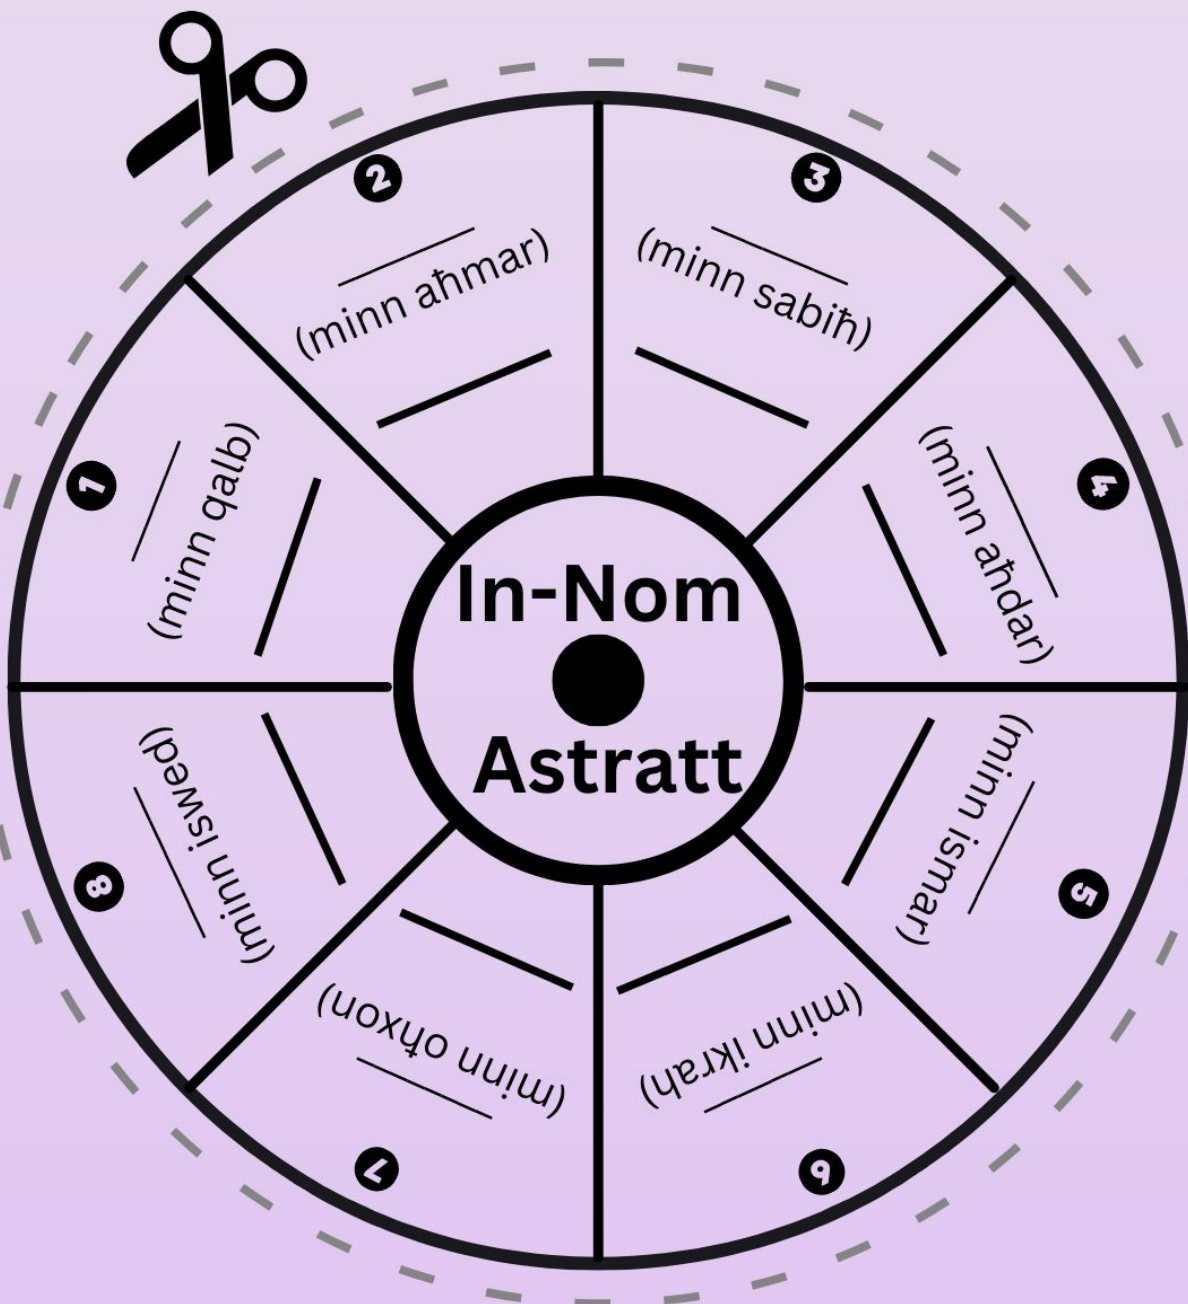 In-Nom
Astratt
1
(minn qalb)
2
(minn aħmar)
3
(minn sabiħ)
4
(minn aħdar)
5
(minn ismar)
6
(minn ikrah)
7
(minn oħxon)
8
(minn iswed)